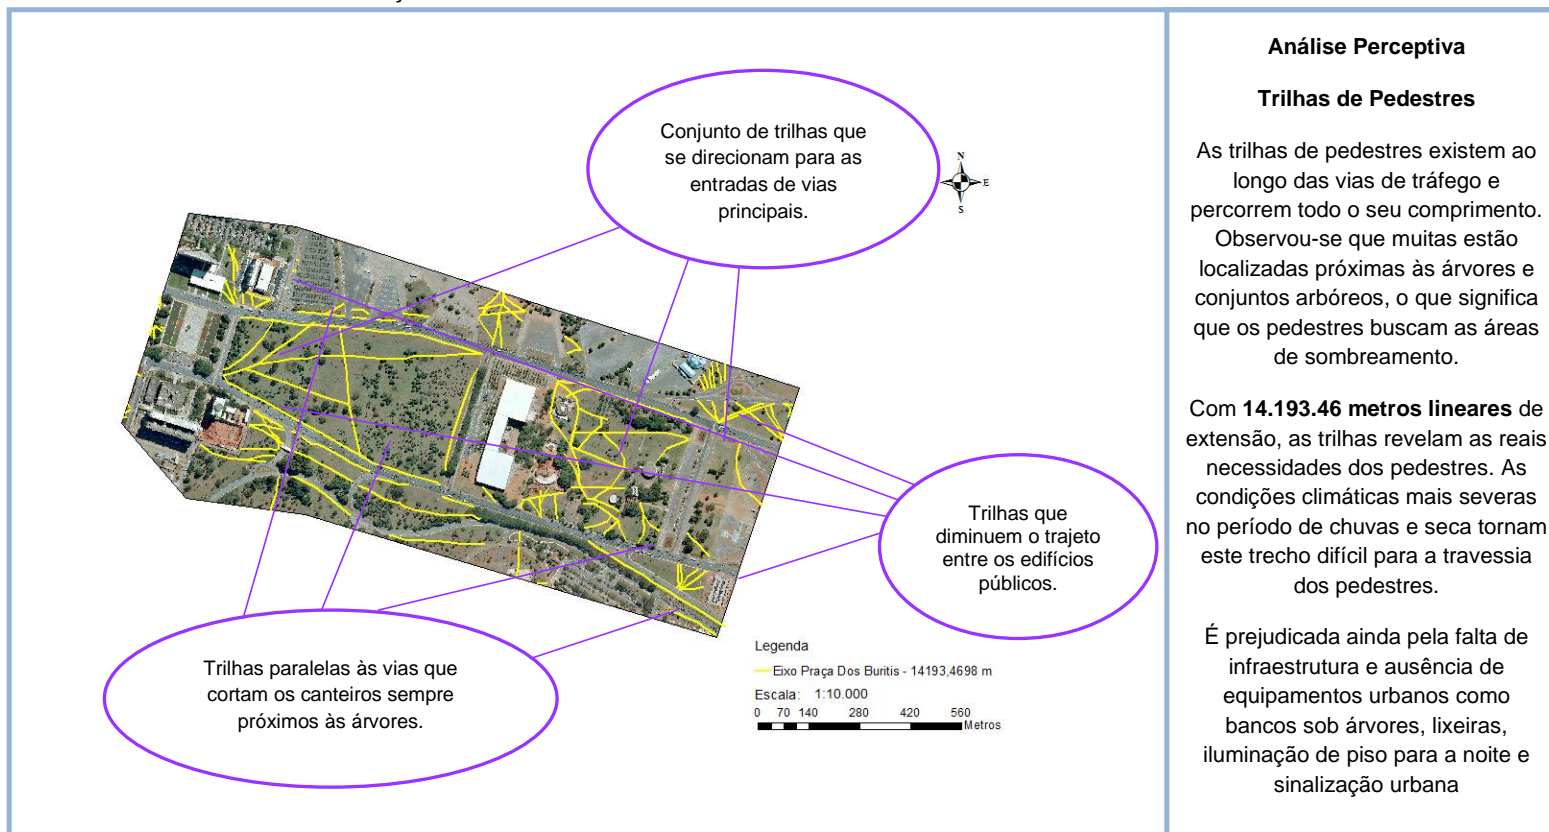 Conjunto de trilhas que
se direcionam para as
entradas de vias
principais.
N
E
S
Trilhas que
diminuem o trajeto
entre os edifícios
públicos.
Trilhas paralelas às vias que
cortam os canteiros sempre
próximos às árvores.
Legenda
Eixo Praça Dos Buritis - 14193,4698 m
Escala: 1:10.000
0 70 140 280 420 560
Metros
Análise Perceptiva
Trilhas de Pedestres
As trilhas de pedestres existem ao
longo das vias de tráfego e
percorrem todo o seu comprimento.
Observou-se que muitas estão
localizadas próximas às árvores e
conjuntos arbóreos, o que significa
que os pedestres buscam as áreas
de sombreamento.
Com 14.193.46 metros lineares de
extensão, as trilhas revelam as reais
necessidades dos pedestres. As
condições climáticas mais severas
no período de chuvas e seca tornam
este trecho difícil para a travessia
dos pedestres.
É prejudicada ainda pela falta de
infraestrutura e ausência de
equipamentos urbanos como
bancos sob árvores, lixeiras,
iluminação de piso para a noite e
sinalização urbana